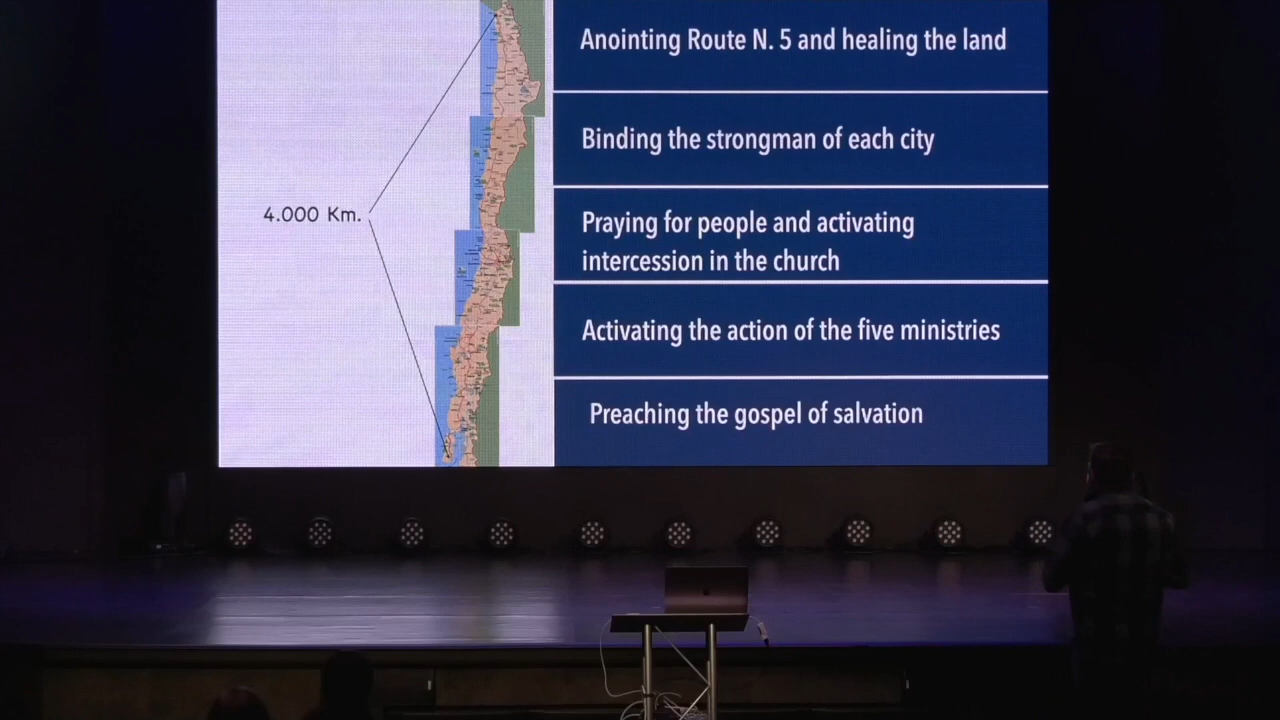 Anointing Route N. 5 and healing the land
Binding the strongman of each city
4.000 Km.
Praying for people and activating
intercession in the church
Activating the action of the five ministries
Preaching the gospel of salvation